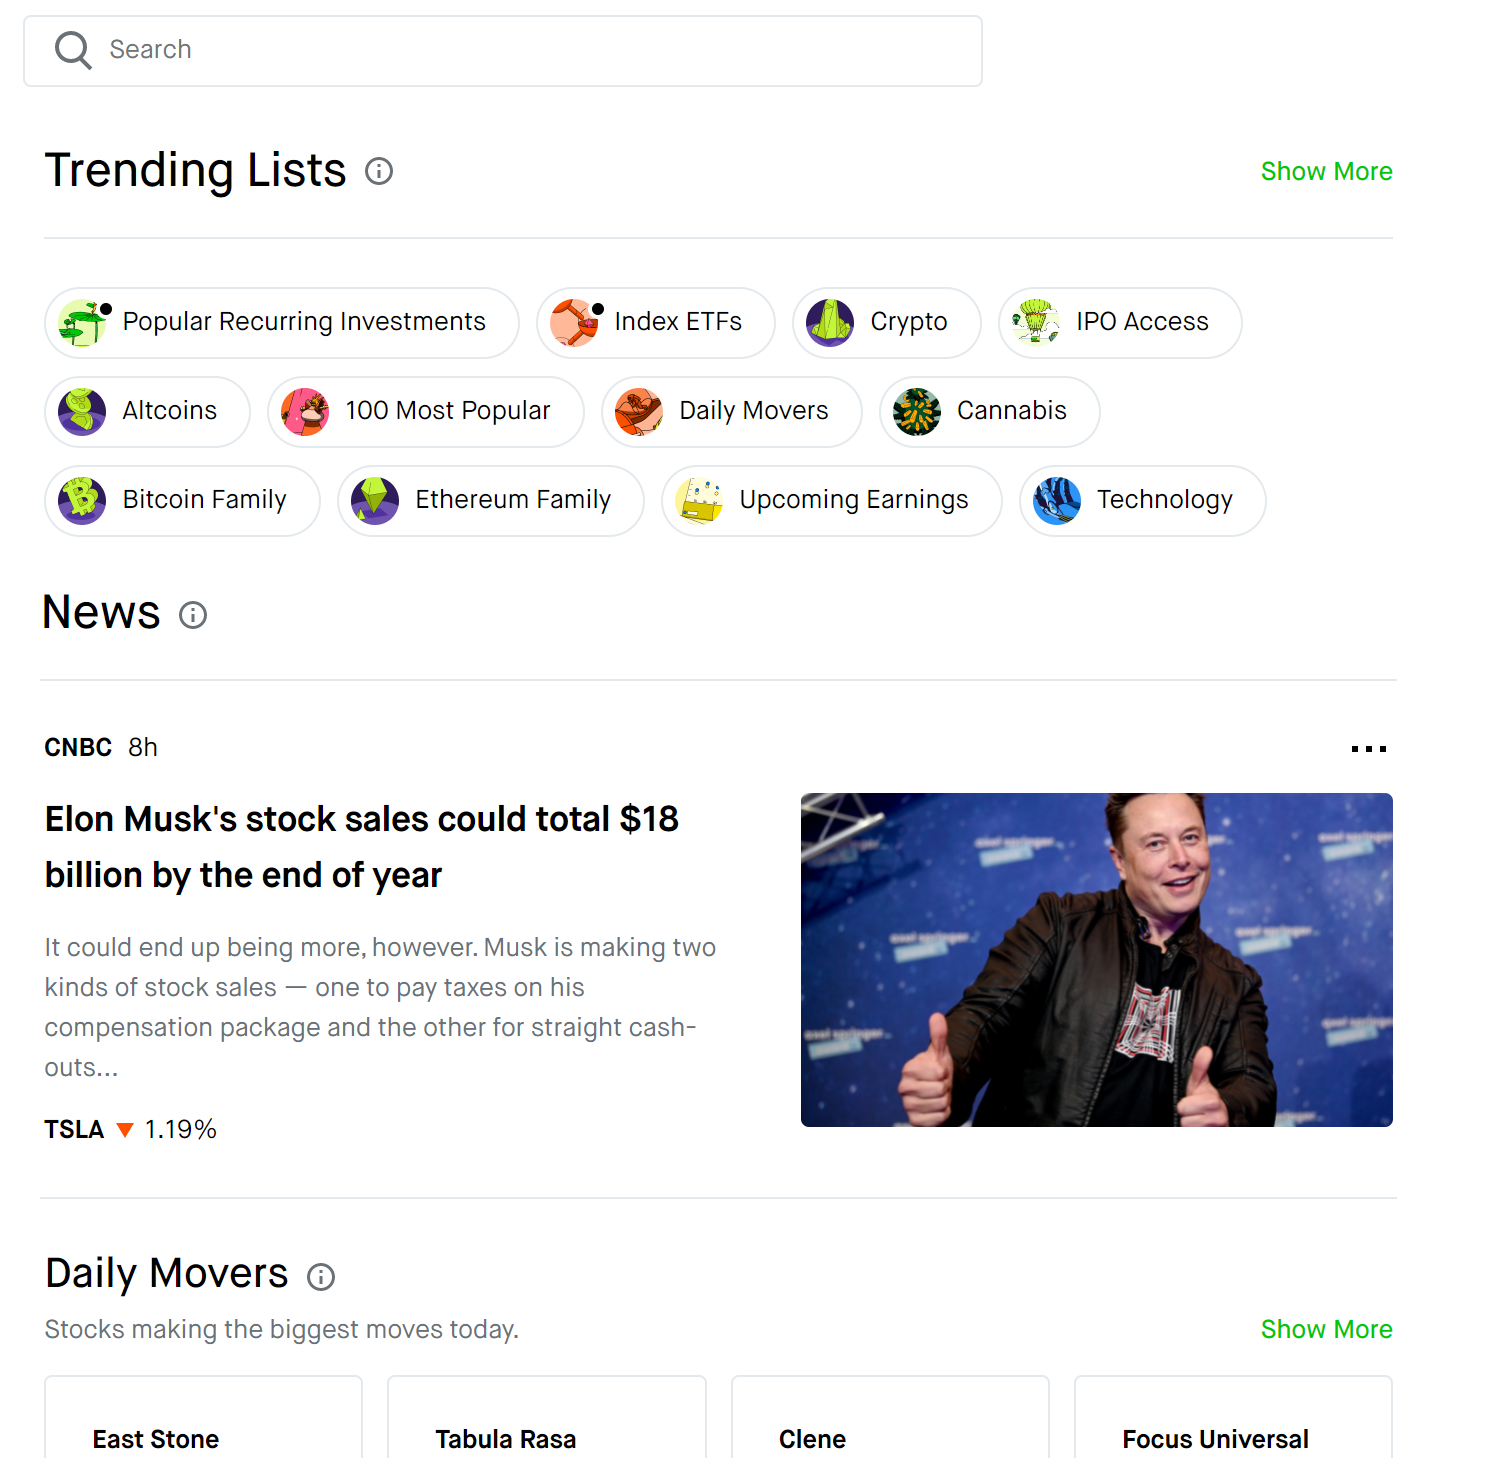 Search
Trending Lists
Show More
Popular Recurring Investments
Index ETFs
Crypto
IPO Access
Altcoins
100 Most Popular
Daily Movers
Cannabis
Bitcoin Family
Ethereum Family
Upcoming Earnings
Technology
News
CNBC 8h
Elon Musk's stock sales could total $18
billion by the end of year
It could end up being more, however. Musk is making two
kinds of stock sales — one to pay taxes on his
compensation package and the other for straight cash-
outs...
TSLA 1.19%
Daily Movers
Stocks making the biggest moves today.
Show More
East Stone
Tabula Rasa
Clene
Focus Universal